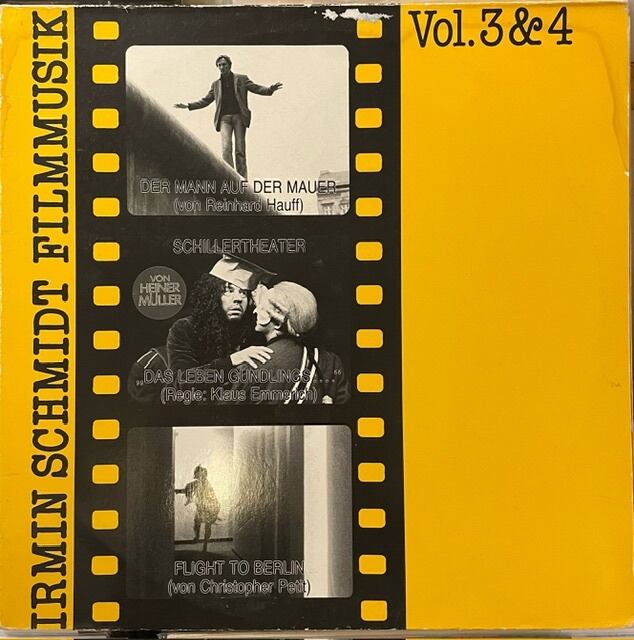 IRMIN SCHMIDT FILMMUSIK
Vol. 3 & 4
DER MANN AUF DER MAUER
(von Reinhard Hauff)
SCHILLERTHEATER
VON
HEINER
MÜLLER
„DAS LEBEN GUNDLINGS....“
(Regie: Klaus Emmerich)
FLIGHT TO BERLIN
(von Christopher Petit)